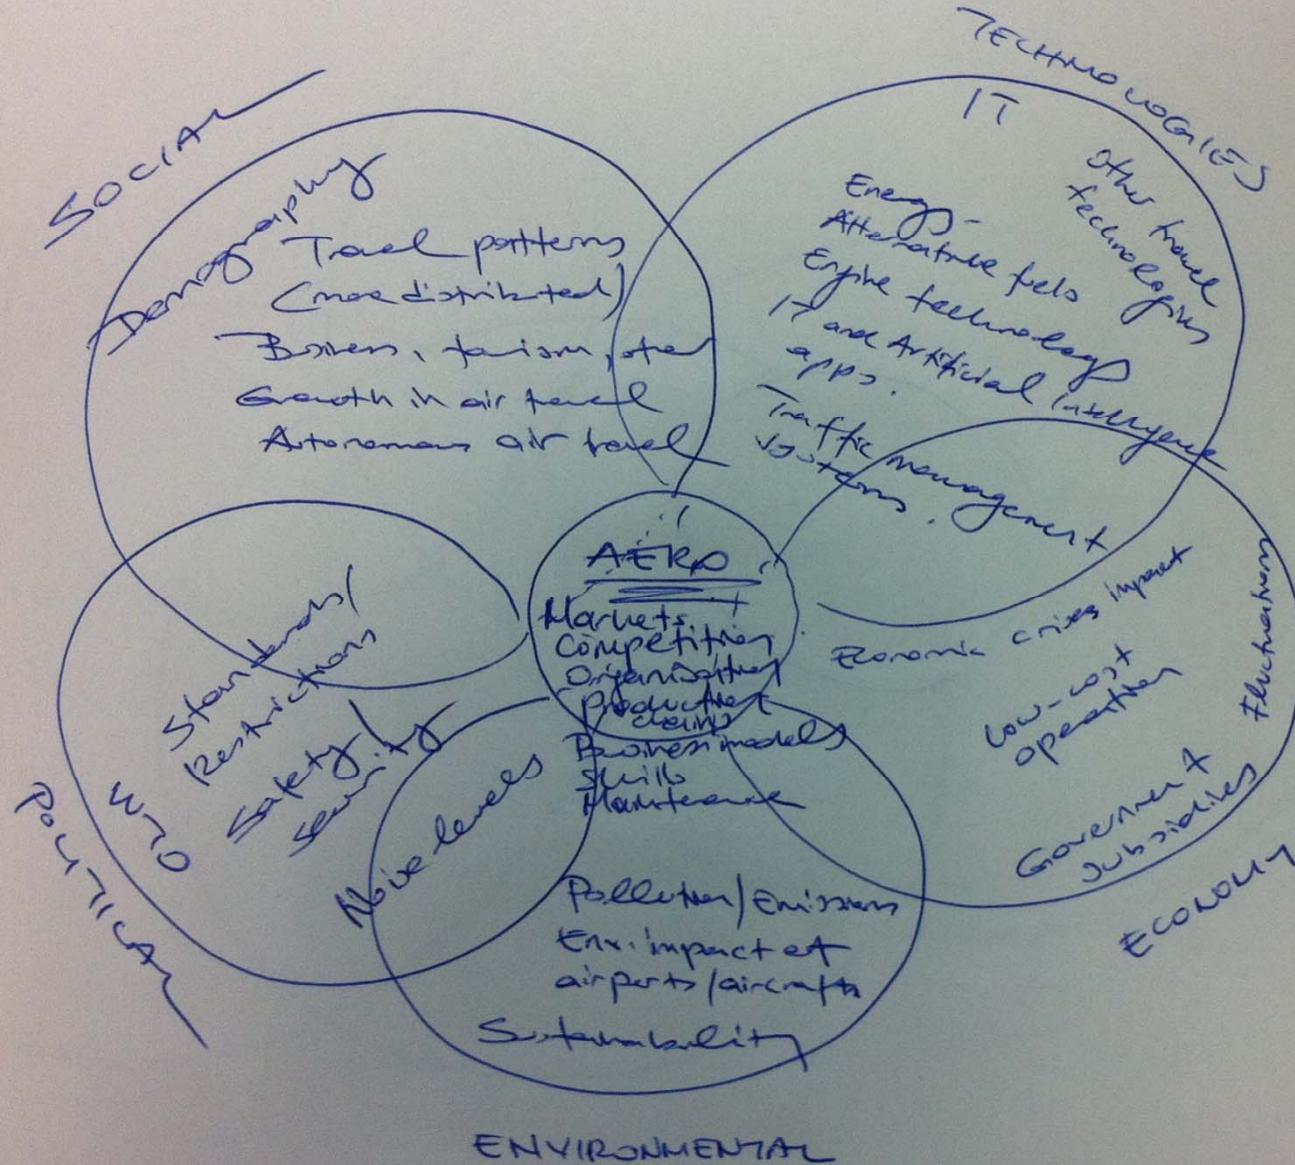 SOCIAL
Demography
Travel patterns
(more distributed)
Business, tourism, other
Growth in air travel
Autonomous air travel
TECHNOLOGIES
IT
Other travel
technologies
Energy -
Alternative fuels
Engine technology
IT and Artificial Intelligence
apps.
Traffic management
systems.
AERO
Markets
Competition
Organisation
Production
chains
Business models
Skills
Maintenance
Economic crises impact
Low-cost
operation
Fluctuations
Government
subsidies
ECONOMY
Standards/
Restrictions
Safety/
security
WTO
Noise levels
POLITICAL
Pollution/Emissions
Env. impact of
airports/aircrafts
Sustainability
ENVIRONMENTAL